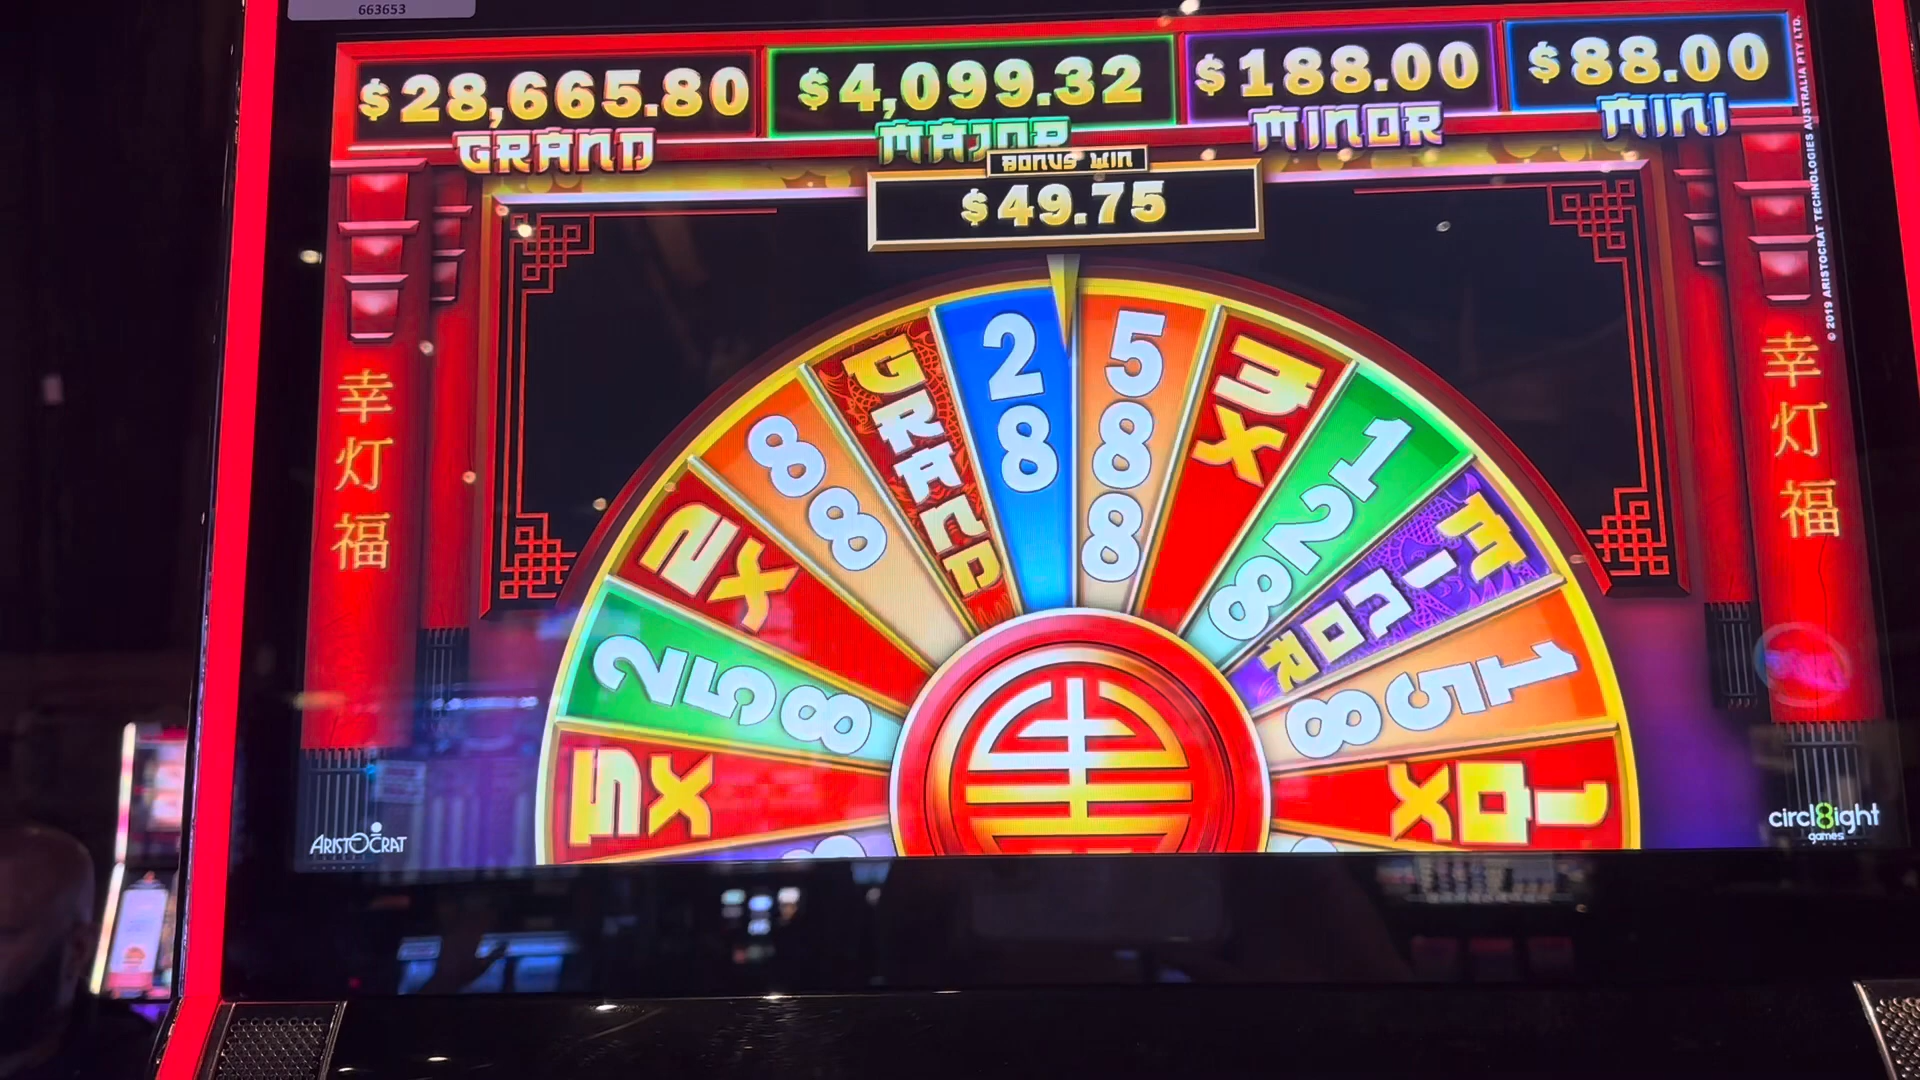 663653
$28,665.80 $4,099.32 $188.00 $88.00
GRAND MAJOR MINOR MINI
BONUS WIN
$49.75
幸灯福
幸灯福
5X
258
2X
88
GRAND
28
588
3X
128
MINOR
158
10X
ARISTOCRAT
circl8ight
games
© 2019 ARISTOCRAT TECHNOLOGIES AUSTRALIA PTY LTD.